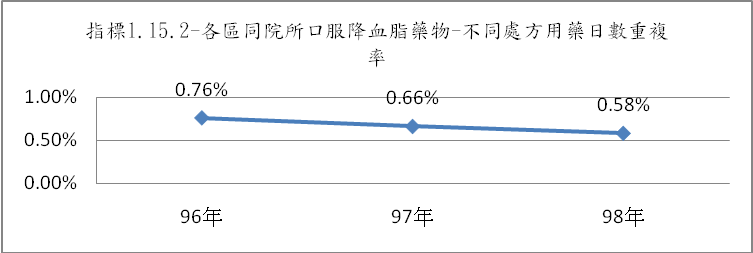 指標1.15.2-各區同院所口服降血脂藥物-不同處方用藥日數重複
率
0.76%
0.66%
0.58%
1.00%
0.50%
0.00%
96年
97年
98年